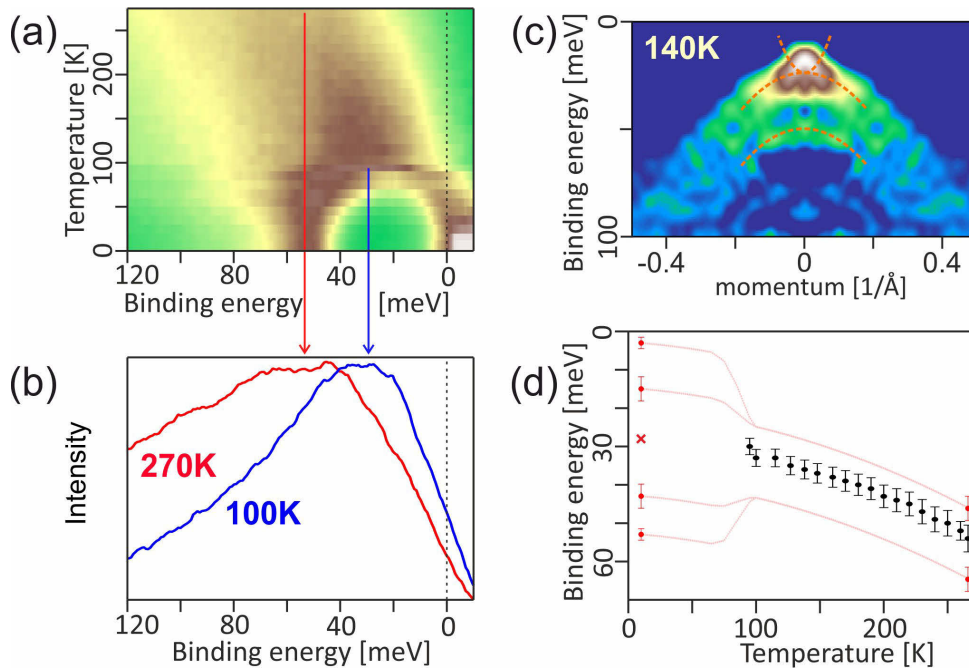 (a)
Temperature [K]
200
100
0
120
80
40
0
Binding energy [meV]
(b)
Intensity
270K
100K
120
80
40
0
Binding energy [meV]
(c)
140K
Binding energy [meV]
0
100
-0.4
0
0.4
momentum [1/Å]
(d)
Binding energy [meV]
0
30
60
0
100
200
Temperature [K]